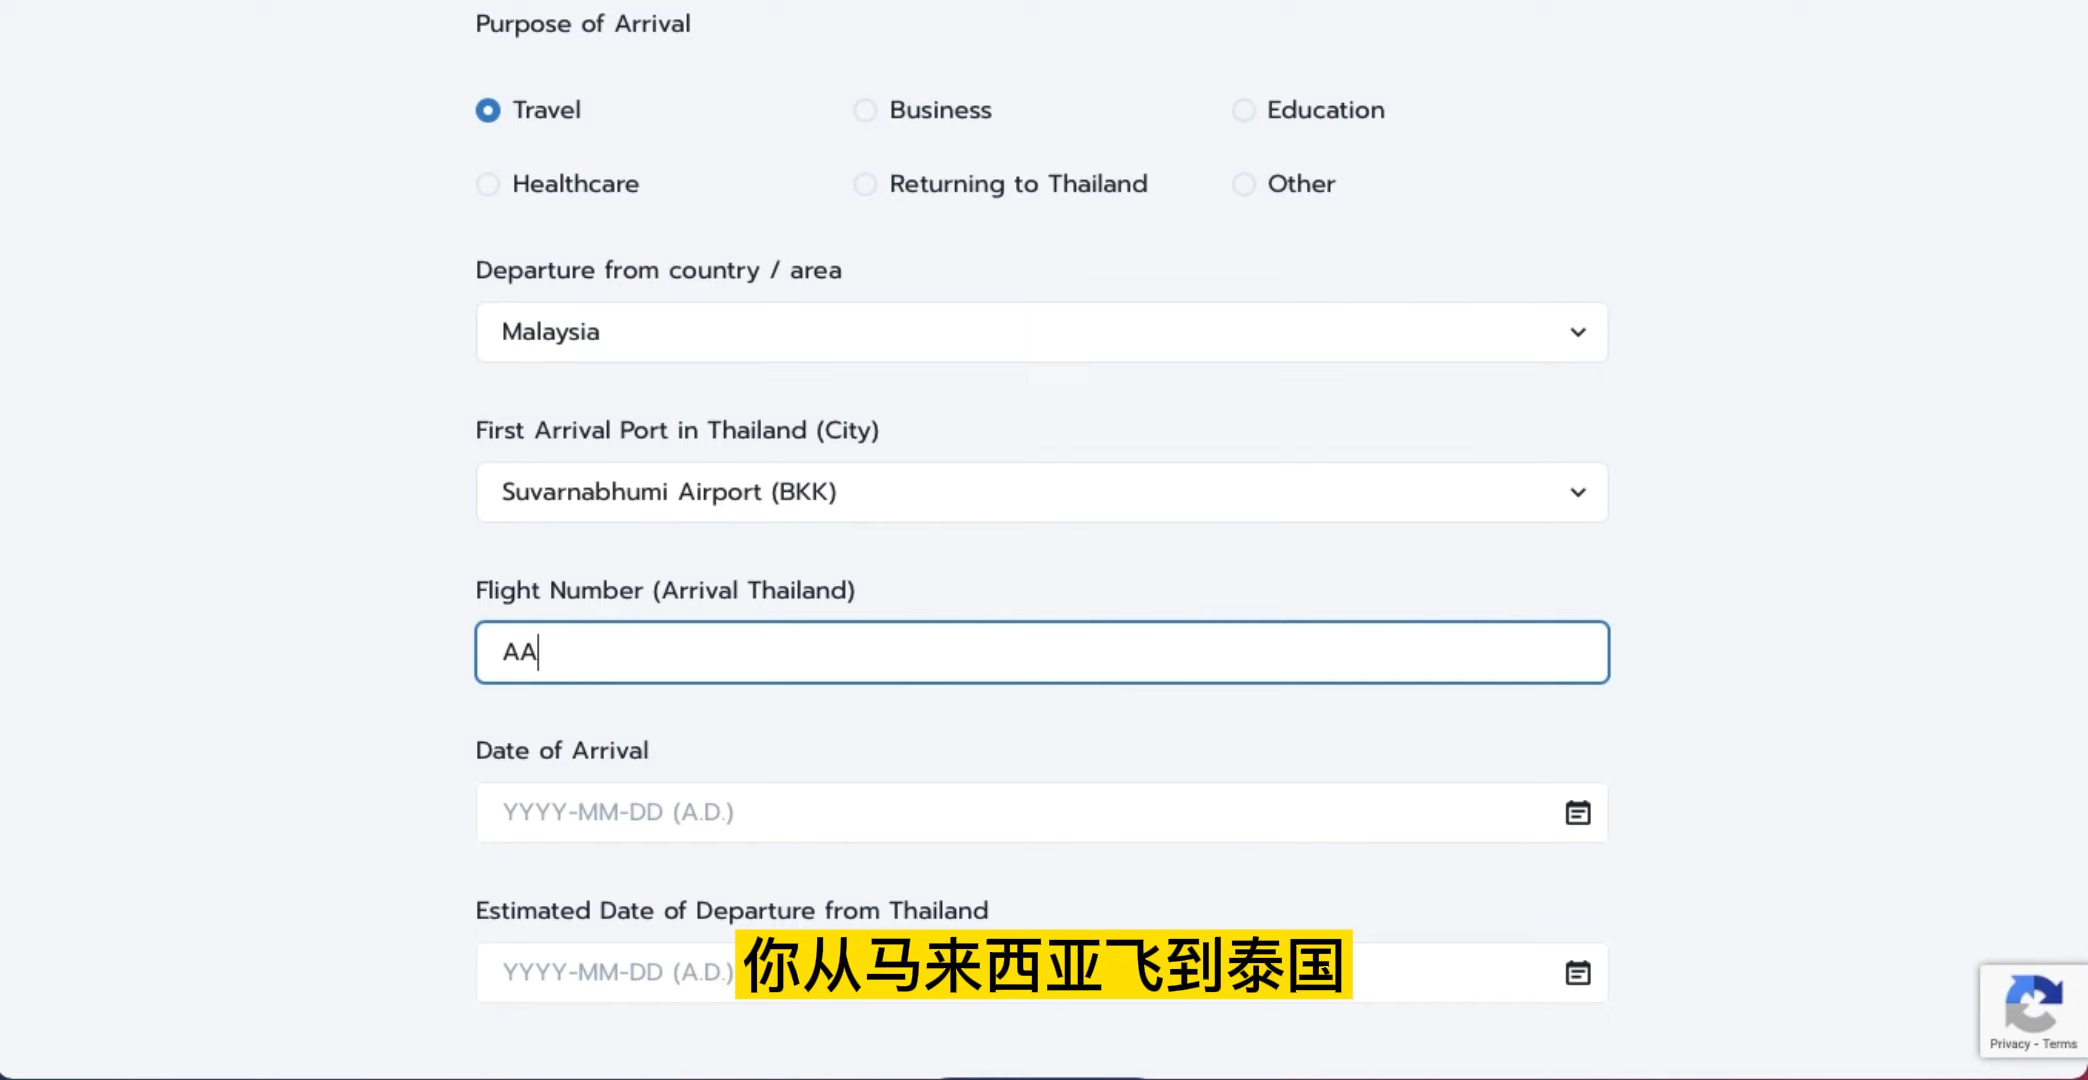 Purpose of Arrival
Travel
Business
Education
Healthcare
Returning to Thailand
Other
Departure from country / area
Malaysia
First Arrival Port in Thailand (City)
Suvarnabhumi Airport (BKK)
Flight Number (Arrival Thailand)
AA
Date of Arrival
YYYY-MM-DD (A.D.)
Estimated Date of Departure from Thailand
YYYY-MM-DD (A.D.)
你从马来西亚飞到泰国
Privacy - Terms